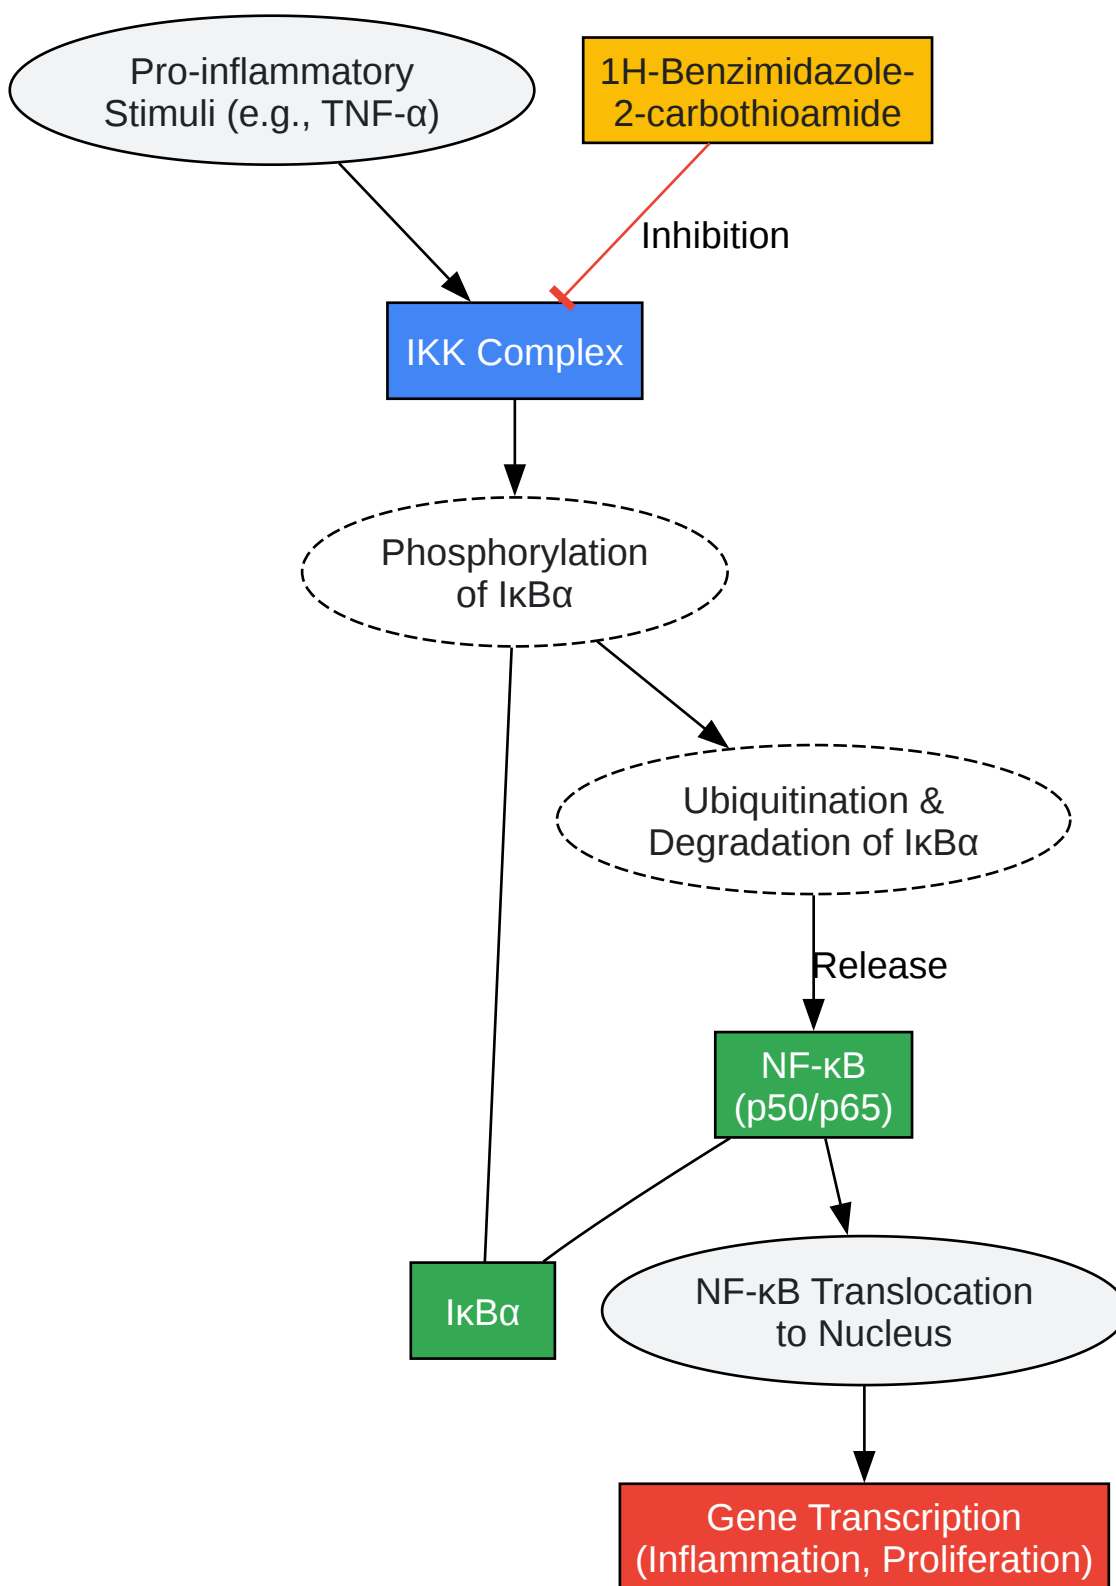 Pro-inflammatory
Stimuli (e.g., TNF-α)
1H-Benzimidazole-
2-carbothioamide
Inhibition
IKK Complex
Phosphorylation
of IκBα
Ubiquitination &
Degradation of IκBα
Release
NF-κB
(p50/p65)
IκBα
NF-κB Translocation
to Nucleus
Gene Transcription
(Inflammation, Proliferation)